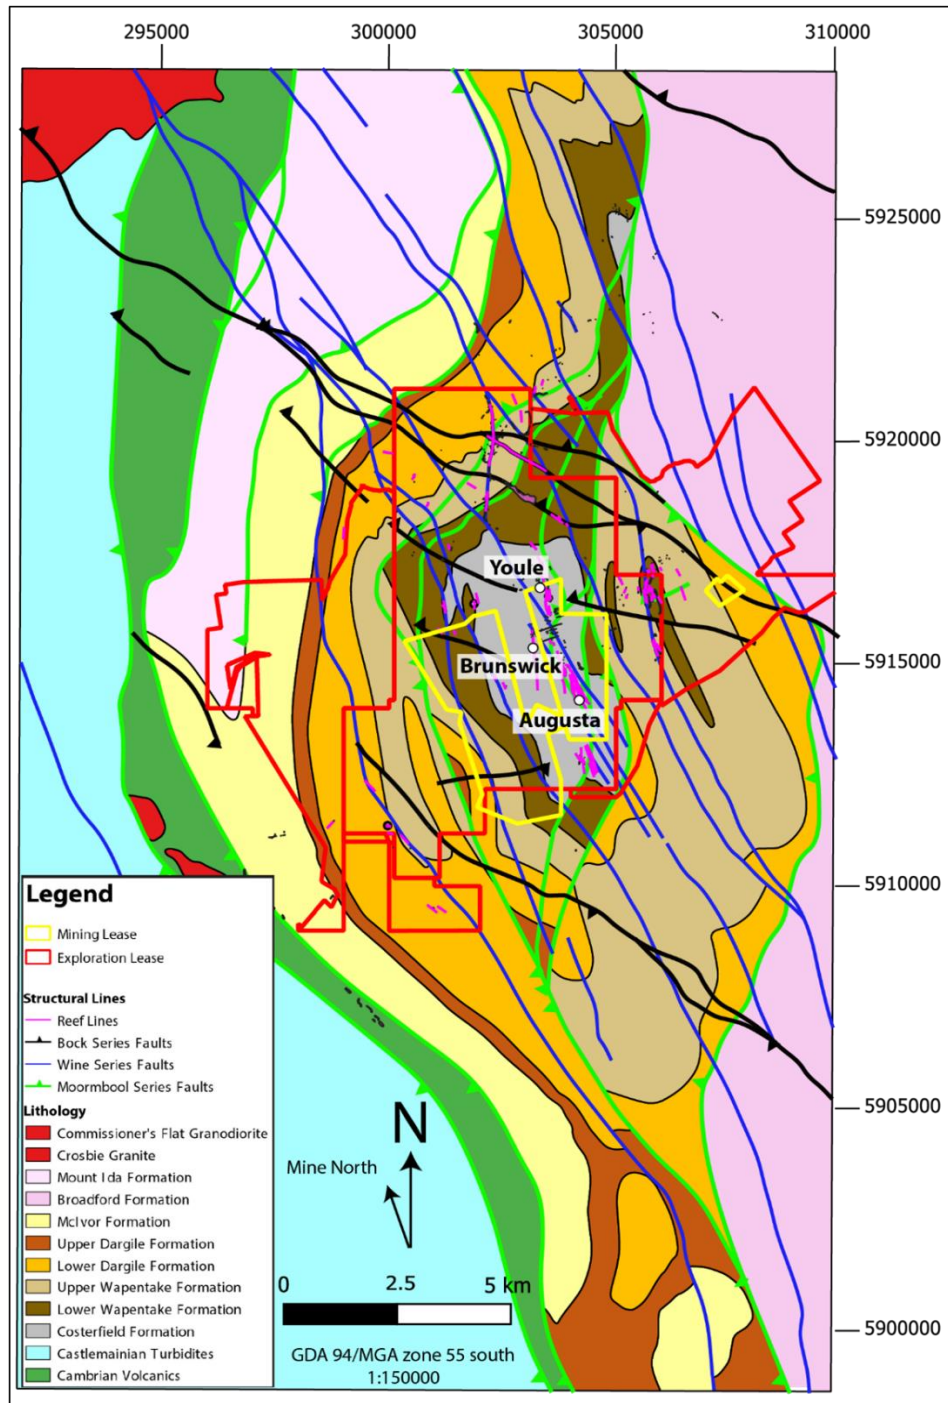 295000
300000
305000
310000
5925000
5920000
Youle
5915000
Brunswick
Augusta
5910000
Legend
Mining Lease
Exploration Lease
Structural Lines
Reef Lines
Bock Series Faults
Wine Series Faults
Moormbool Series Faults
5905000
Lithology
Commissioner's Flat Granodiorite
Crosbie Granite
Mount Ida Formation
Broadford Formation
McIvor Formation
Upper Dargile Formation
Lower Dargile Formation
Upper Wapentake Formation
Lower Wapentake Formation
Costerfield Formation
Castlemainian Turbidites
Cambrian Volcanics
N
Mine North
0
2.5
5 km
5900000
GDA 94/MGA zone 55 south
1:150000